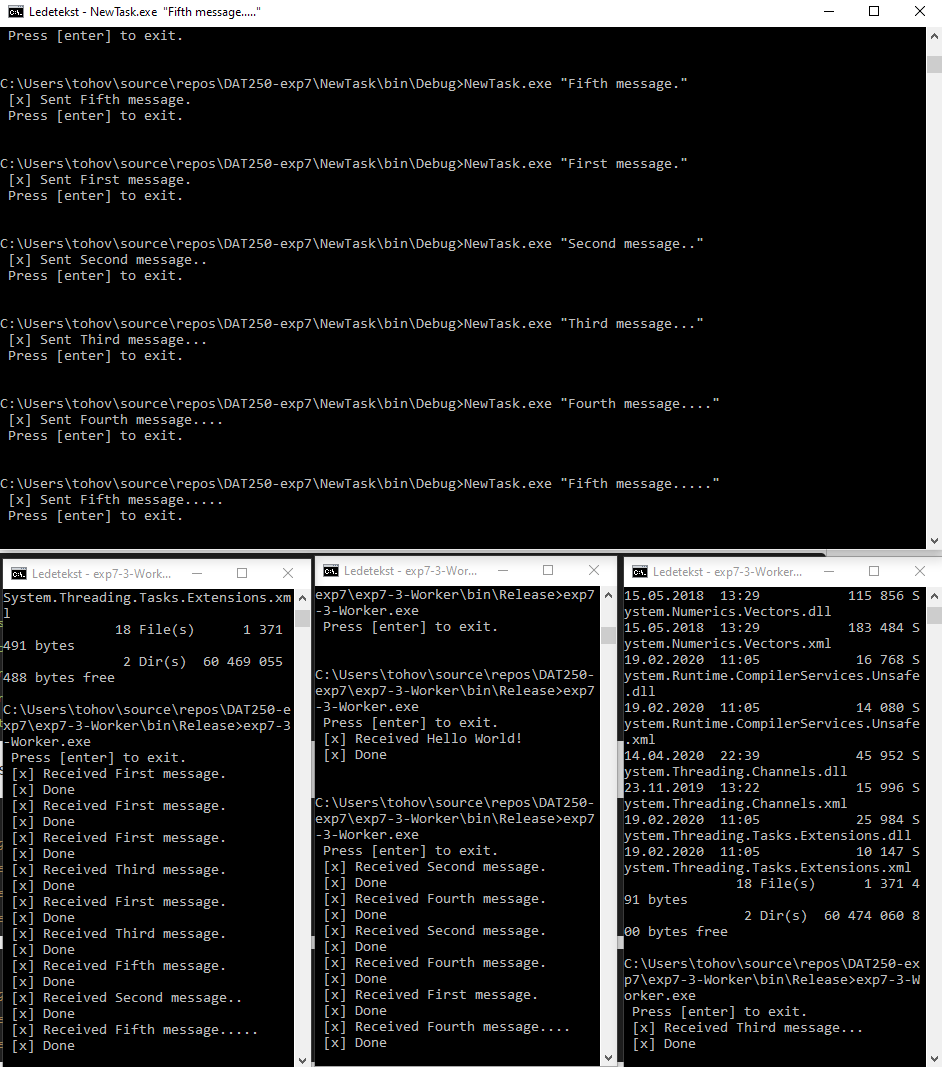 Ledetekst - NewTask.exe "Fifth message....."
Press [enter] to exit.
C:\Users\tohov\source\repos\DAT250-exp7\NewTask\bin\Debug>NewTask.exe "Fifth message."
[x] Sent Fifth message.
Press [enter] to exit.
C:\Users\tohov\source\repos\DAT250-exp7\NewTask\bin\Debug>NewTask.exe "First message."
[x] Sent First message.
Press [enter] to exit.
C:\Users\tohov\source\repos\DAT250-exp7\NewTask\bin\Debug>NewTask.exe "Second message.."
[x] Sent Second message..
Press [enter] to exit.
C:\Users\tohov\source\repos\DAT250-exp7\NewTask\bin\Debug>NewTask.exe "Third message..."
[x] Sent Third message...
Press [enter] to exit.
C:\Users\tohov\source\repos\DAT250-exp7\NewTask\bin\Debug>NewTask.exe "Fourth message...."
[x] Sent Fourth message....
Press [enter] to exit.
C:\Users\tohov\source\repos\DAT250-exp7\NewTask\bin\Debug>NewTask.exe "Fifth message....."
[x] Sent Fifth message.....
Press [enter] to exit.
Ledetekst - exp7-3-Work...
System.Threading.Tasks.Extensions.xm
l
18 File(s) 1 371
491 bytes
2 Dir(s) 60 469 055
488 bytes free
C:\Users\tohov\source\repos\DAT250-e
xp7\exp7-3-Worker\bin\Release>exp7-3
-Worker.exe
Press [enter] to exit.
[x] Received First message.
[x] Done
[x] Received First message.
[x] Done
[x] Received First message.
[x] Done
[x] Received Third message.
[x] Done
[x] Received First message.
[x] Done
[x] Received Third message.
[x] Done
[x] Received Fifth message.
[x] Done
[x] Received Second message..
[x] Done
[x] Received Fifth message.....
[x] Done
Ledetekst - exp7-3-Wor...
exp7\exp7-3-Worker\bin\Release>exp7
-3-Worker.exe
Press [enter] to exit.
C:\Users\tohov\source\repos\DAT250-
exp7\exp7-3-Worker\bin\Release>exp7
-3-Worker.exe
Press [enter] to exit.
[x] Received Hello World!
[x] Done
C:\Users\tohov\source\repos\DAT250-
exp7\exp7-3-Worker\bin\Release>exp7
-3-Worker.exe
Press [enter] to exit.
[x] Received Second message.
[x] Done
[x] Received Fourth message.
[x] Done
[x] Received Second message.
[x] Done
[x] Received Fourth message.
[x] Done
[x] Received First message.
[x] Done
[x] Received Fourth message....
[x] Done
Ledetekst - exp7-3-Worker...
15.05.2018 13:29 115 856 S
ystem.Numerics.Vectors.dll
15.05.2018 13:29 183 484 S
ystem.Numerics.Vectors.xml
19.02.2020 11:05 16 768 S
ystem.Runtime.CompilerServices.Unsafe
.dll
19.02.2020 11:05 14 080 S
ystem.Runtime.CompilerServices.Unsafe
.xml
14.04.2020 22:39 45 952 S
ystem.Threading.Channels.dll
23.11.2019 13:22 15 996 S
ystem.Threading.Channels.xml
19.02.2020 11:05 25 984 S
ystem.Threading.Tasks.Extensions.dll
19.02.2020 11:05 10 147 S
ystem.Threading.Tasks.Extensions.xml
18 File(s) 1 371 4
91 bytes
2 Dir(s) 60 474 060 8
00 bytes free
C:\Users\tohov\source\repos\DAT250-ex
p7\exp7-3-Worker\bin\Release>exp7-3-W
orker.exe
Press [enter] to exit.
[x] Received Third message...
[x] Done